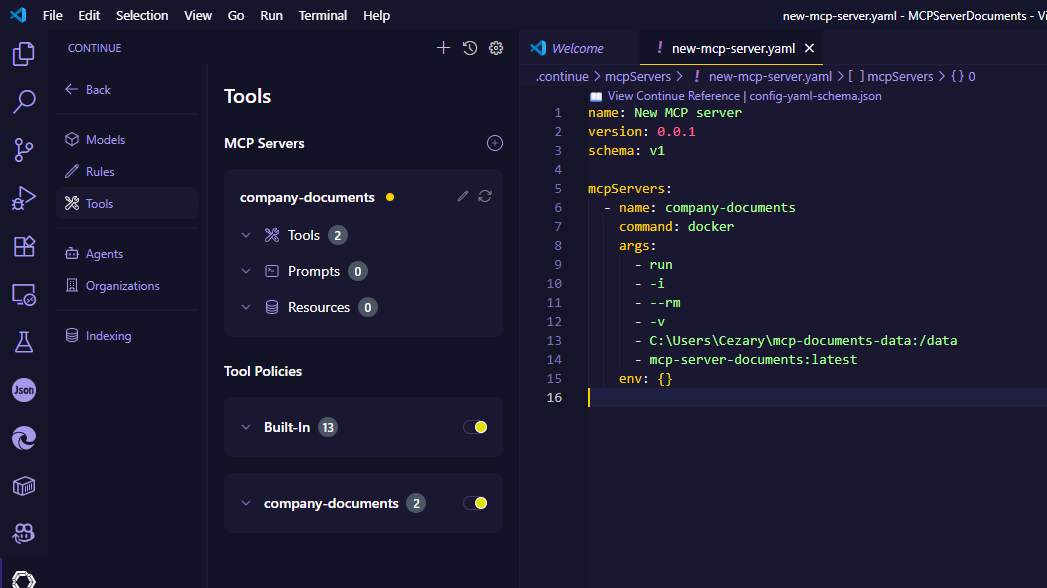 File Edit Selection View Go Run Terminal Help
new-mcp-server.yaml - MCPServerDocuments - Vi
CONTINUE
Back
Models
Rules
Tools
Agents
Organizations
Indexing
Json
Tools
MCP Servers
company-documents
Tools 2
Prompts 0
Resources 0
Tool Policies
Built-In 13
company-documents 2
Welcome
! new-mcp-server.yaml
.continue > mcpServers > ! new-mcp-server.yaml > [ ] mcpServers > {} 0
View Continue Reference | config-yaml-schema.json
1 name: New MCP server
2 version: 0.0.1
3 schema: v1
4
5 mcpServers:
6 - name: company-documents
7 command: docker
8 args:
9 - run
10 - -i
11 - --rm
12 - -v
13 - C:\Users\Cezary\mcp-documents-data:/data
14 - mcp-server-documents:latest
15 env: {}
16